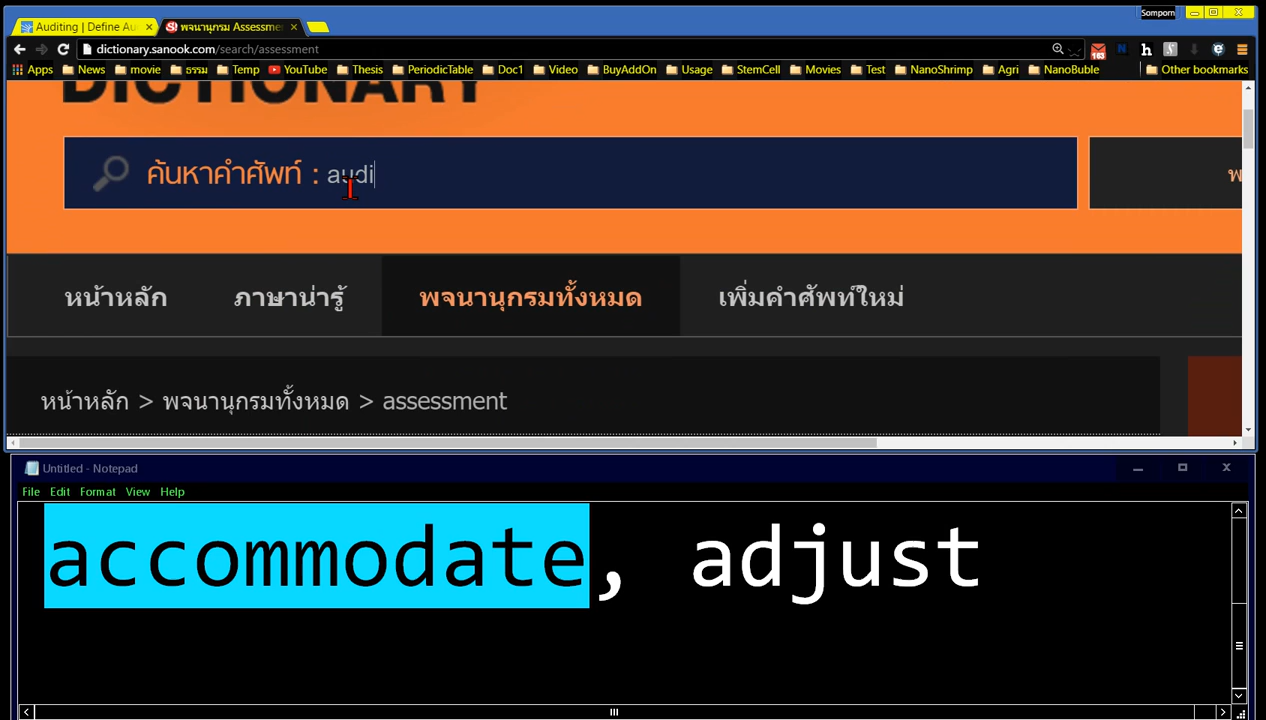 Somporn
Auditing | Define Au
พจนานุกรม Assessme
dictionary.sanook.com/search/assessment
163
Apps News movie ธรรม Temp YouTube Thesis PeriodicTable Doc1 Video BuyAddOn Usage StemCell Movies Test NanoShrimp Agri NanoBuble Other bookmarks
DICTIONARY
ค้นหาคำศัพท์ : audi
พ
หน้าหลัก ภาษาน่ารู้ พจนานุกรมทั้งหมด เพิ่มคำศัพท์ใหม่
หน้าหลัก > พจนานุกรมทั้งหมด > assessment
Untitled - Notepad
File Edit Format View Help
accommodate, adjust